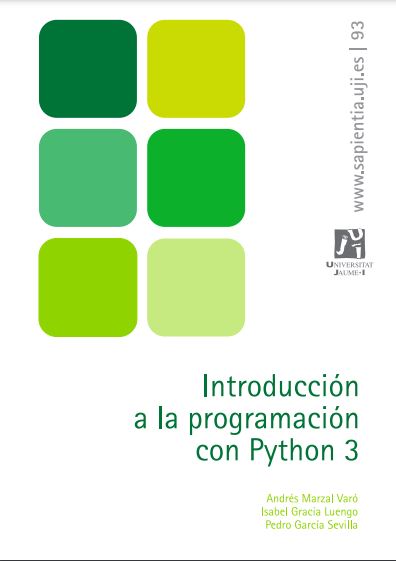 www.sapientia.uji.es | 93
UJI
UNIVERSITAT
JAUME·I
Introducción
a la programación
con Python 3
Andrés Marzal Varó
Isabel Gracia Luengo
Pedro García Sevilla